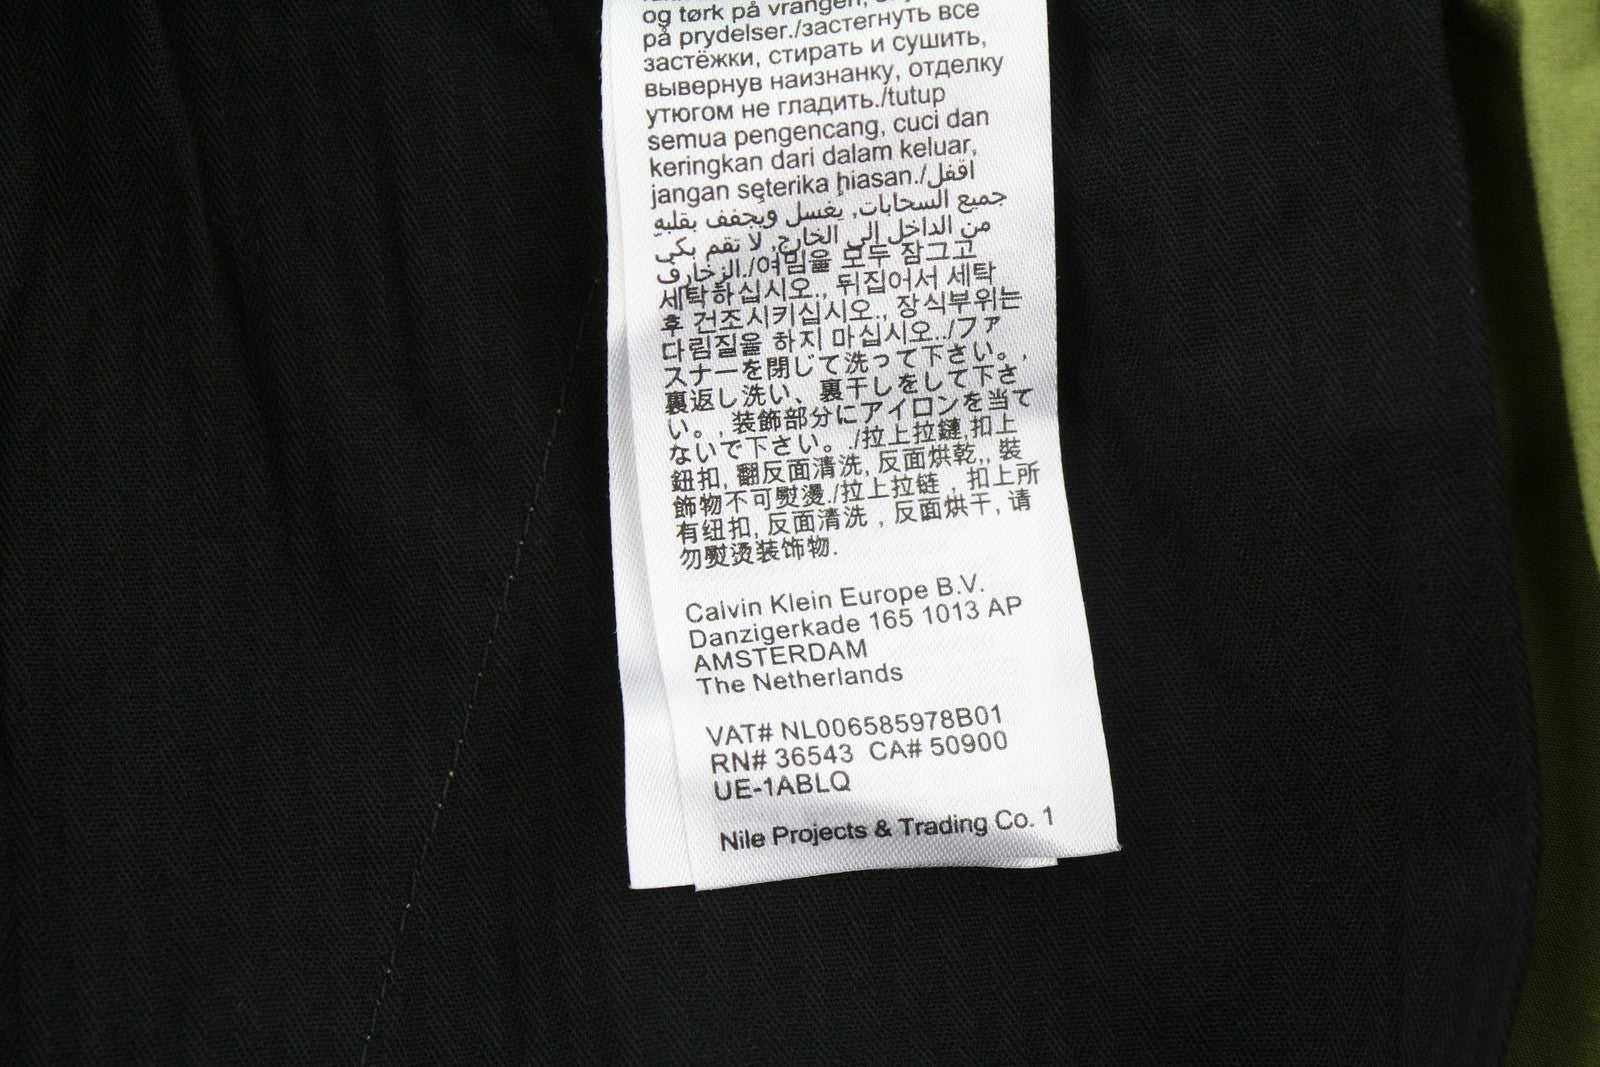 og tørk på vrangen,
på prydelser./застегнуть все
застёжки, стирать и сушить,
вывернув наизнанку, отделку
утюгом не гладить./tutup
semua pengencang, cuci dan
keringkan dari dalam keluar,
jangan seterika hiasan./اقفل
جميع السحابات, يغسل ويجفف بقلبه
من الداخل إلى الخارج, لا تقم بكي
الزخارف./여밈을 모두 잠그고
세탁하십시오., 뒤집어서 세탁
후 건조시키십시오., 장식부위는
다림질을 하지 마십시오../ファ
スナーを閉じて洗って下さい。,
裏返し洗い、裏干しをして下さ
い。, 装飾部分にアイロンを当て
ないで下さい。./拉上拉鏈,扣上
鈕扣, 翻反面清洗, 反面烘乾,, 裝
飾物不可熨燙./拉上拉链 , 扣上所
有纽扣, 反面清洗 , 反面烘干, 请
勿熨烫装饰物.
Calvin Klein Europe B.V.
Danzigerkade 165 1013 AP
AMSTERDAM
The Netherlands
VAT# NL006585978B01
RN# 36543 CA# 50900
UE-1ABLQ
Nile Projects & Trading Co. 1